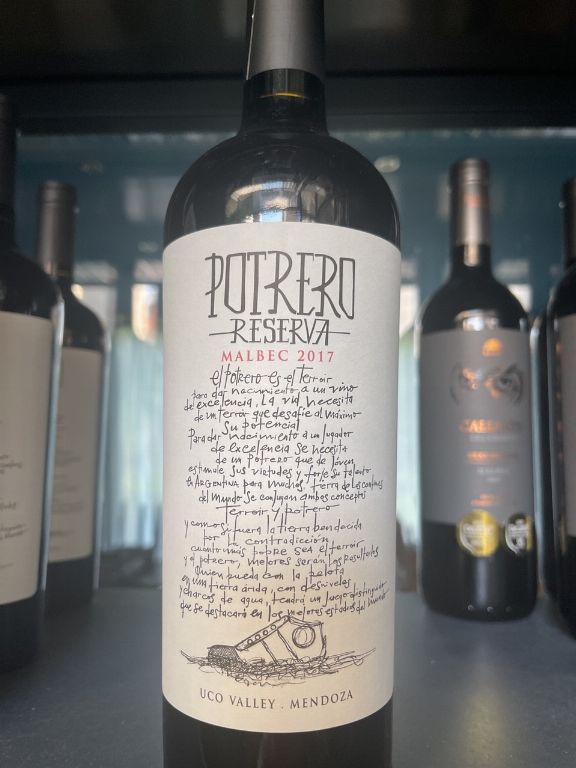 POTRERO
RESERVA
MALBEC 2017
el potrero es el terroir
para dar nacimiento a un vino
de excelencia, La vid necesita
de un terroir que desafíe al máximo
su potencial
Para dar nacimiento a un jugador
de excelencia se necesita
de un potrero que de joven
estimule sus virtudes y forje su talento
En ARGENTINA para muchos, tierra de los confines
del mundo se conjugan ambos conceptos
terroir y potrero
y como si fuera la tierra bendecida
por la contradicción
cuanto más pobre sea el terroir
y el potrero, mejores serán los resultados
Quien pueda con la pelota
en una tierra árida, con desniveles
y charcos de agua, tendrá un juego distinguido
que se destacará en los mejores estadios del mundo
UCO VALLEY . MENDOZA